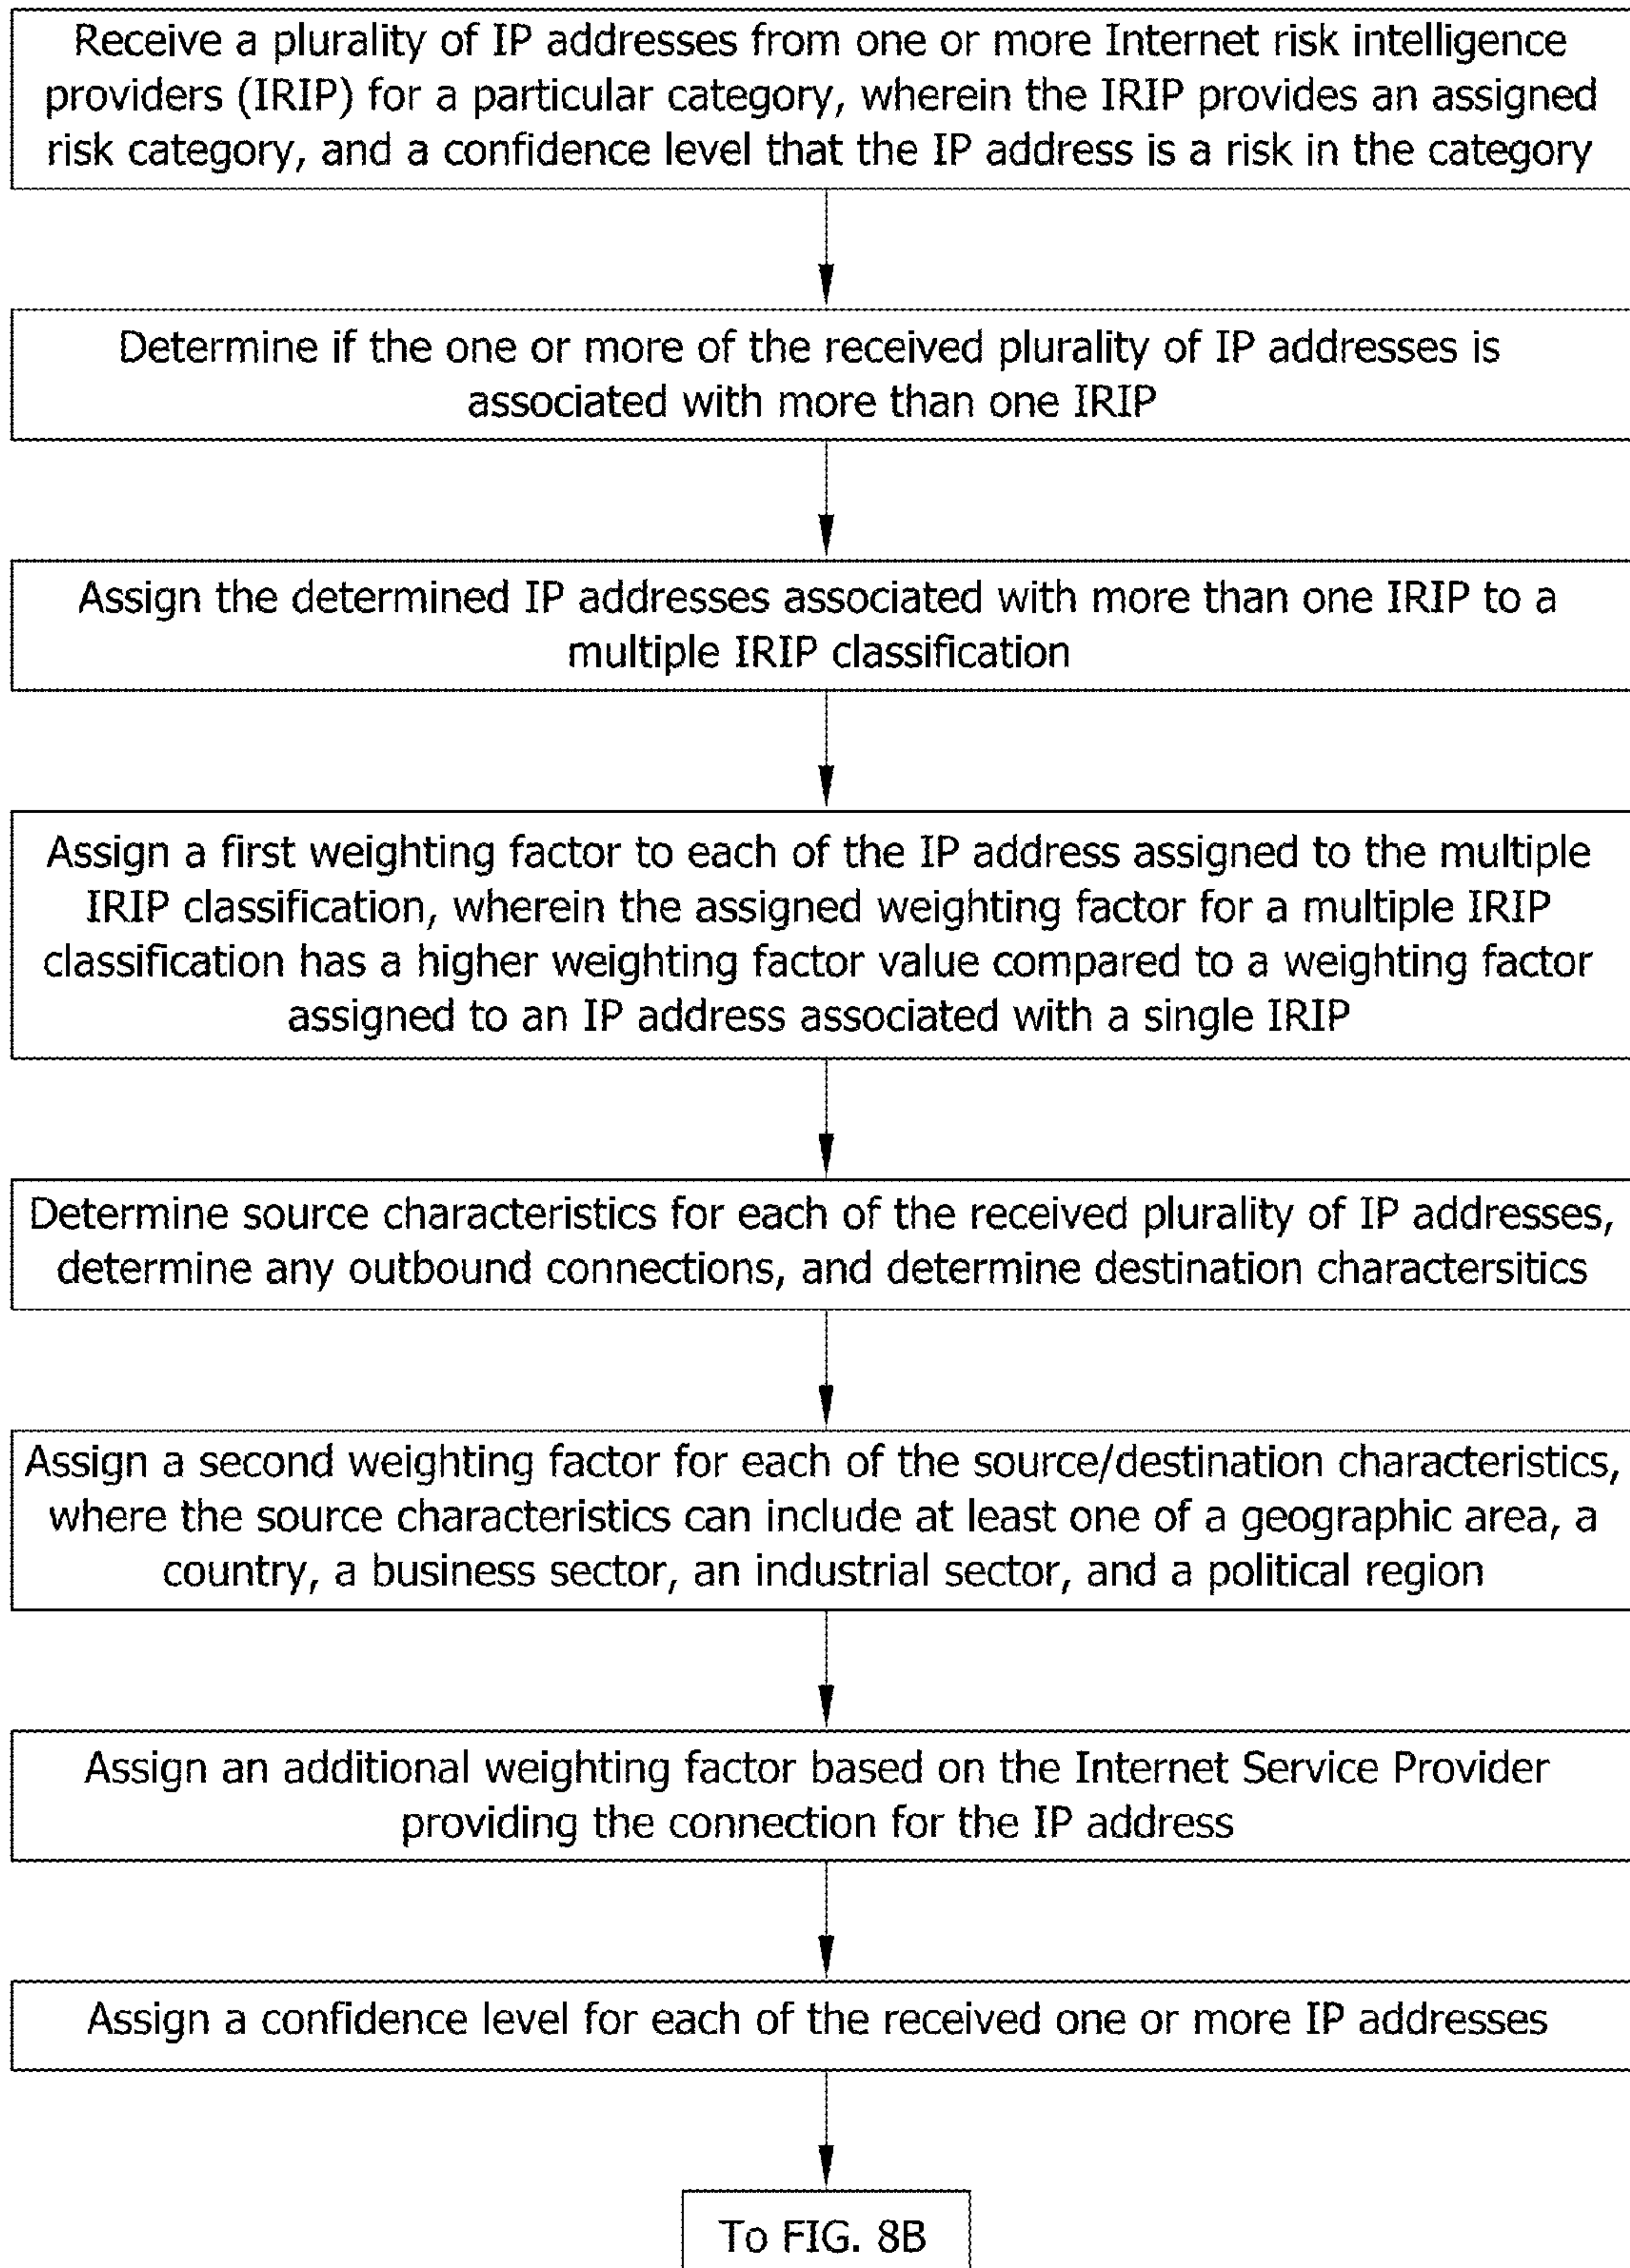 Receive a plurality of IP addresses from one or more Internet risk intelligence
providers (IRIP) for a particular category, wherein the IRIP provides an assigned
risk category, and a confidence level that the IP address is a risk in the category
Determine if the one or more of the received plurality of IP addresses is
associated with more than one IRIP
Assign the determined IP addresses associated with more than one IRIP to a
multiple IRIP classification
Assign a first weighting factor to each of the IP address assigned to the multiple
IRIP classification, wherein the assigned weighting factor for a multiple IRIP
classification has a higher weighting factor value compared to a weighting factor
assigned to an IP address associated with a single IRIP
Determine source characteristics for each of the received plurality of IP addresses,
determine any outbound connections, and determine destination charactersitics
Assign a second weighting factor for each of the source/destination characteristics,
where the source characteristics can include at least one of a geographic area, a
country, a business sector, an industrial sector, and a political region
Assign an additional weighting factor based on the Internet Service Provider
providing the connection for the IP address
Assign a confidence level for each of the received one or more IP addresses
To FIG. 8B